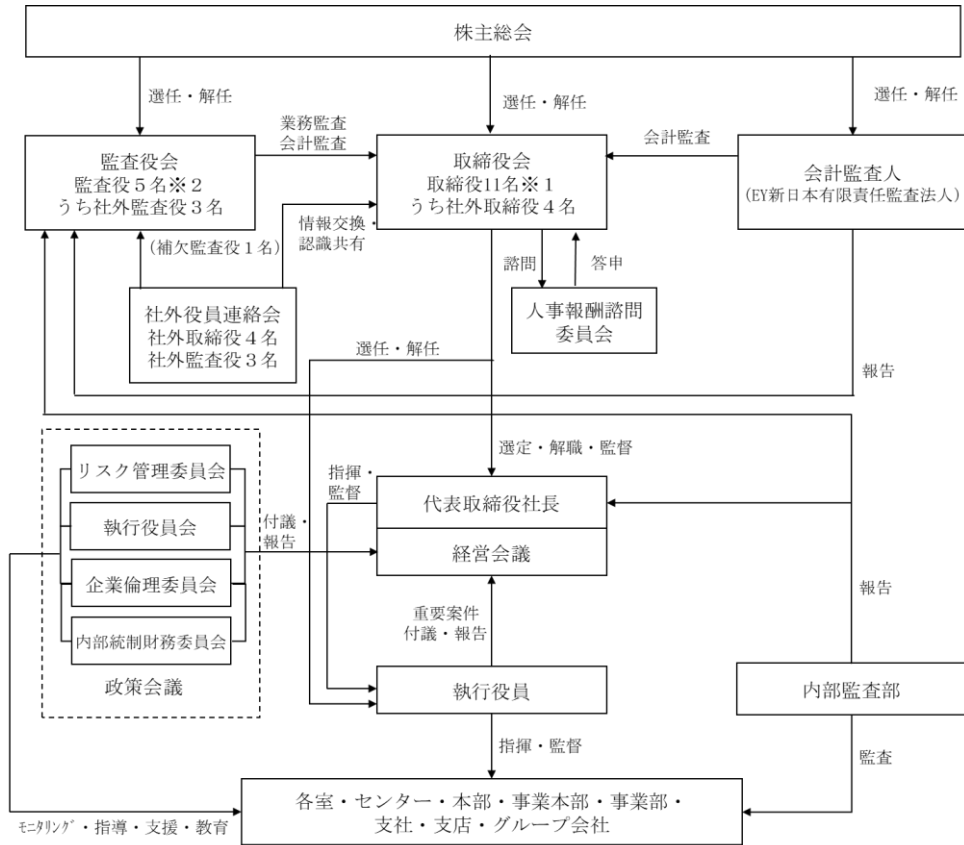 株主総会
選任・解任
選任・解任
選任・解任
業務監査
会計監査
会計監査
監査役会
監査役５名※２
うち社外監査役３名
取締役会
取締役11名※１
うち社外取締役４名
会計監査人
(EY新日本有限責任監査法人)
(補欠監査役１名)
情報交換・
認識共有
諮問
答申
社外役員連絡会
社外取締役４名
社外監査役３名
人事報酬諮問
委員会
選任・解任
報告
選定・解職・監督
指揮・
監督
リスク管理委員会
執行役員会
企業倫理委員会
内部統制財務委員会
政策会議
付議・
報告
代表取締役社長
経営会議
重要案件
付議・報告
報告
執行役員
内部監査部
指揮・監督
監査
各室・センター・本部・事業本部・事業部・
支社・支店・グループ会社
ﾓﾆﾀﾘﾝｸﾞ・指導・支援・教育